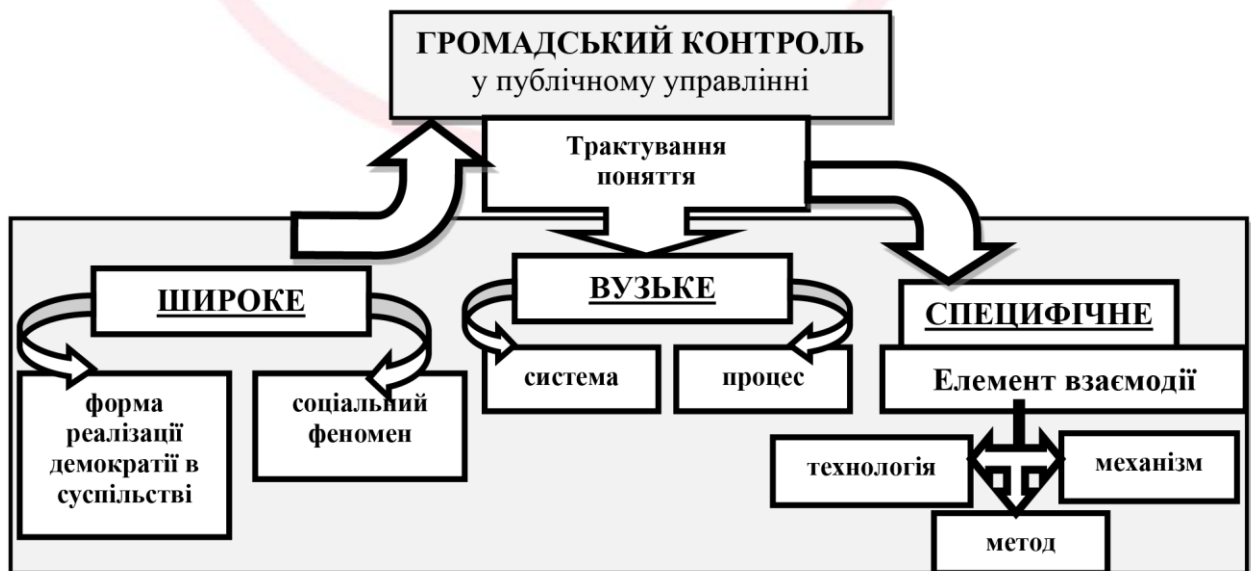 ГРОМАДСЬКИЙ КОНТРОЛЬ
у публічному управлінні
Трактування
поняття
ШИРОКЕ
форма
реалізації
демократії в
суспільстві
соціальний
феномен
ВУЗЬКЕ
система
процес
СПЕЦИФІЧНЕ
Елемент взаємодії
технологія
механізм
метод